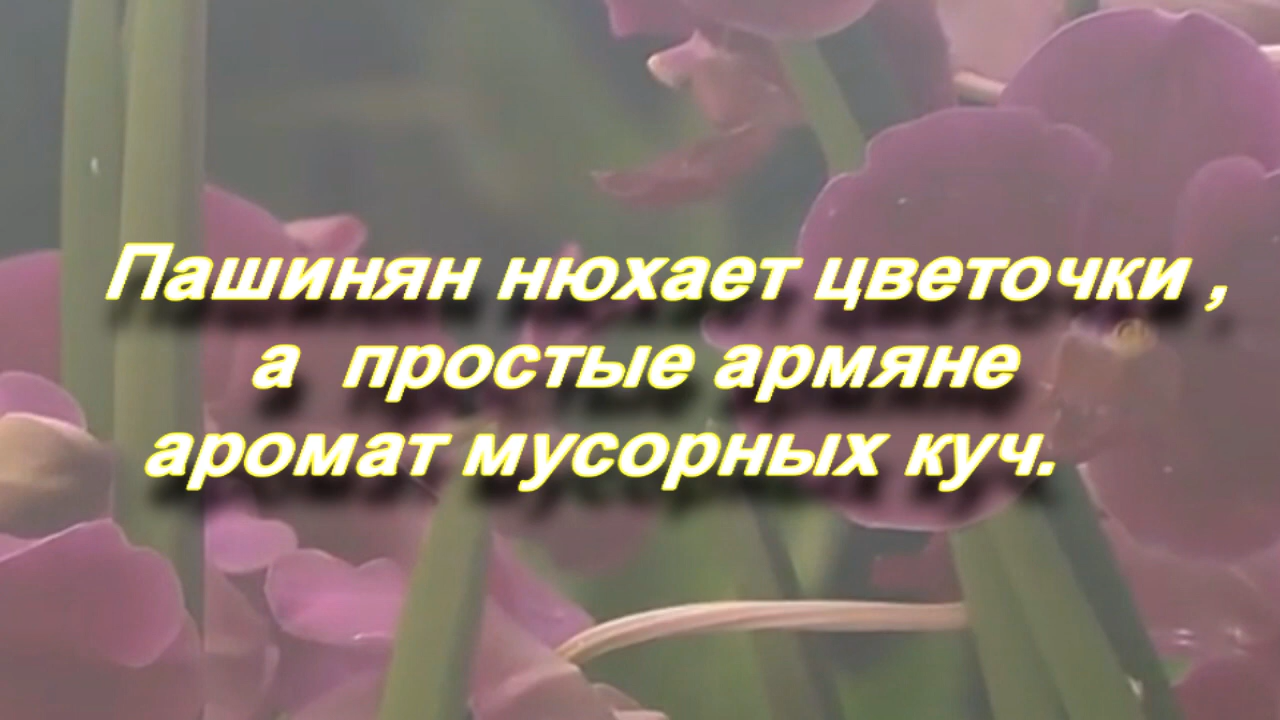 Пашинян нюхает цветочки ,
а простые армяне
аромат мусорных куч.